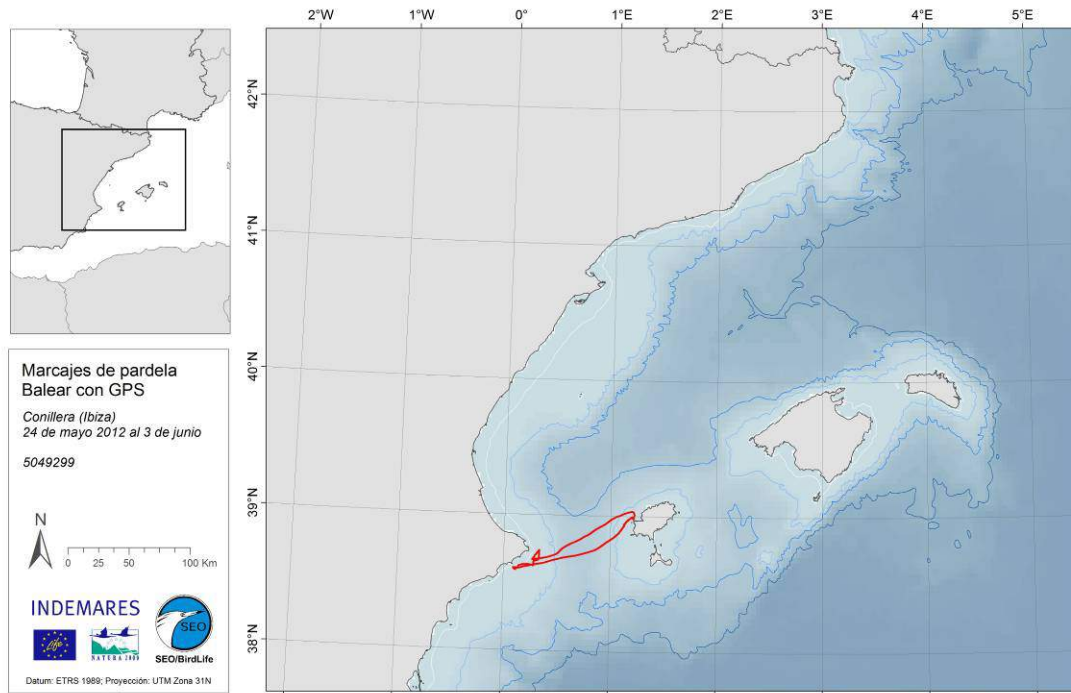 2°W 1°W 0° 1°E 2°E 3°E 4°E 5°E
42°N
41°N
40°N
39°N
38°N
Marcajes de pardela
Balear con GPS
Conillera (Ibiza)
24 de mayo 2012 al 3 de junio
5049299
N
0 25 50 100 Km
INDEMARES
SEO
Life
NATURA 2000
SEO/BirdLife
Datum: ETRS 1989; Proyección: UTM Zona 31N